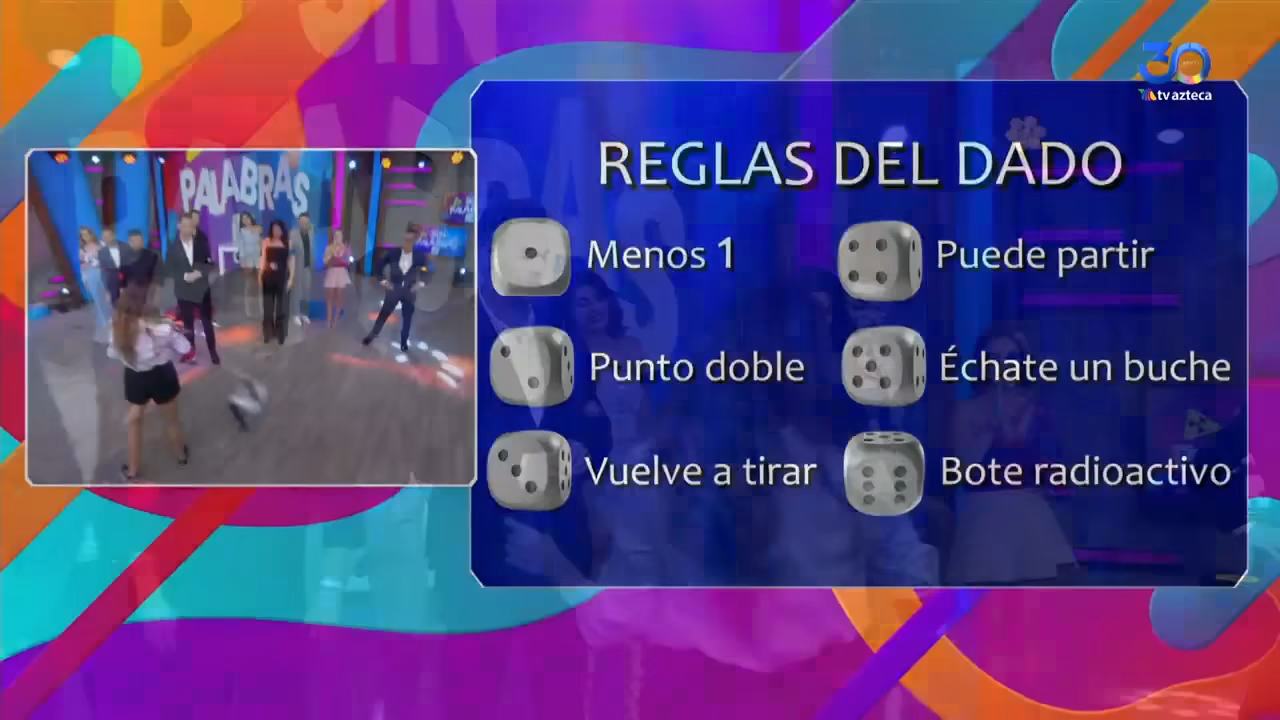 30
tv azteca
PALABRAS
REGLAS DEL DADO
Menos 1
Puede partir
Punto doble
Échate un buche
Vuelve a tirar
Bote radioactivo